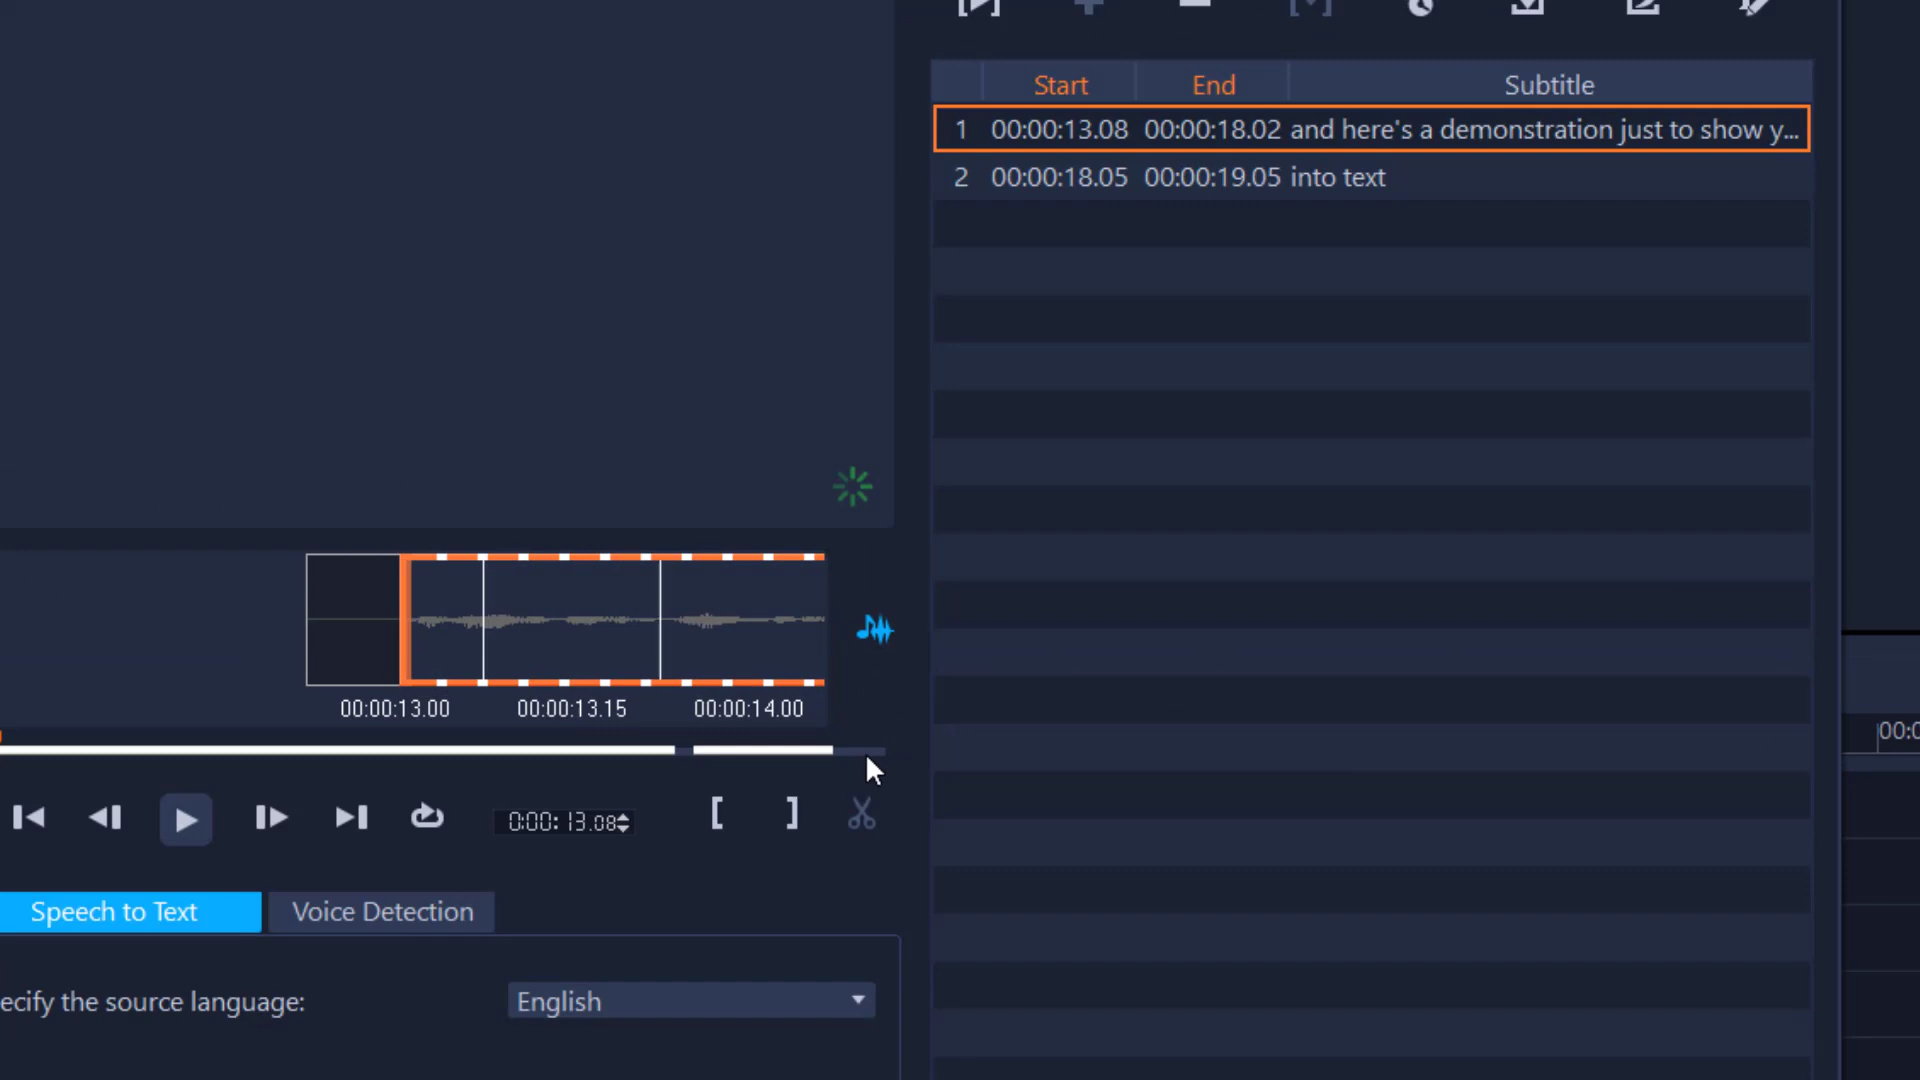 Start End Subtitle
1 00:00:13.08 00:00:18.02 and here's a demonstration just to show y...
2 00:00:18.05 00:00:19.05 into text
00:00:13.00 00:00:13.15 00:00:14.00
00:0
0:00:13.08
[ ]
Speech to Text Voice Detection
ecify the source language: English